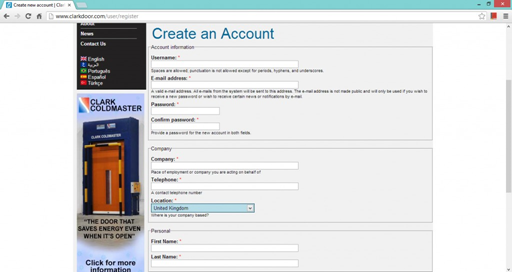 Create new account | Cla
www.clarkdoor.com/user/register
News
Contact Us
English
العربية
Português
Español
Türkçe
CLARK
COLDMASTER
CLARK
COLDMASTER
"THE DOOR THAT
SAVES ENERGY EVEN
WHEN IT'S OPEN"
Click for more
information
Create an Account
Account information
Username: *
Spaces are allowed; punctuation is not allowed except for periods, hyphens, and underscores.
E-mail address: *
A valid e-mail address. All e-mails from the system will be sent to this address. The e-mail address is not made public and will only be used if you wish to
receive a new password or wish to receive certain news or notifications by e-mail.
Password: *
Confirm password: *
Provide a password for the new account in both fields.
Company
Company: *
Place of employment or company you are acting on behalf of
Telephone: *
A contact telephone number
Location: *
United Kingdom
Where is your company based?
Personal
First Name: *
Last Name: *